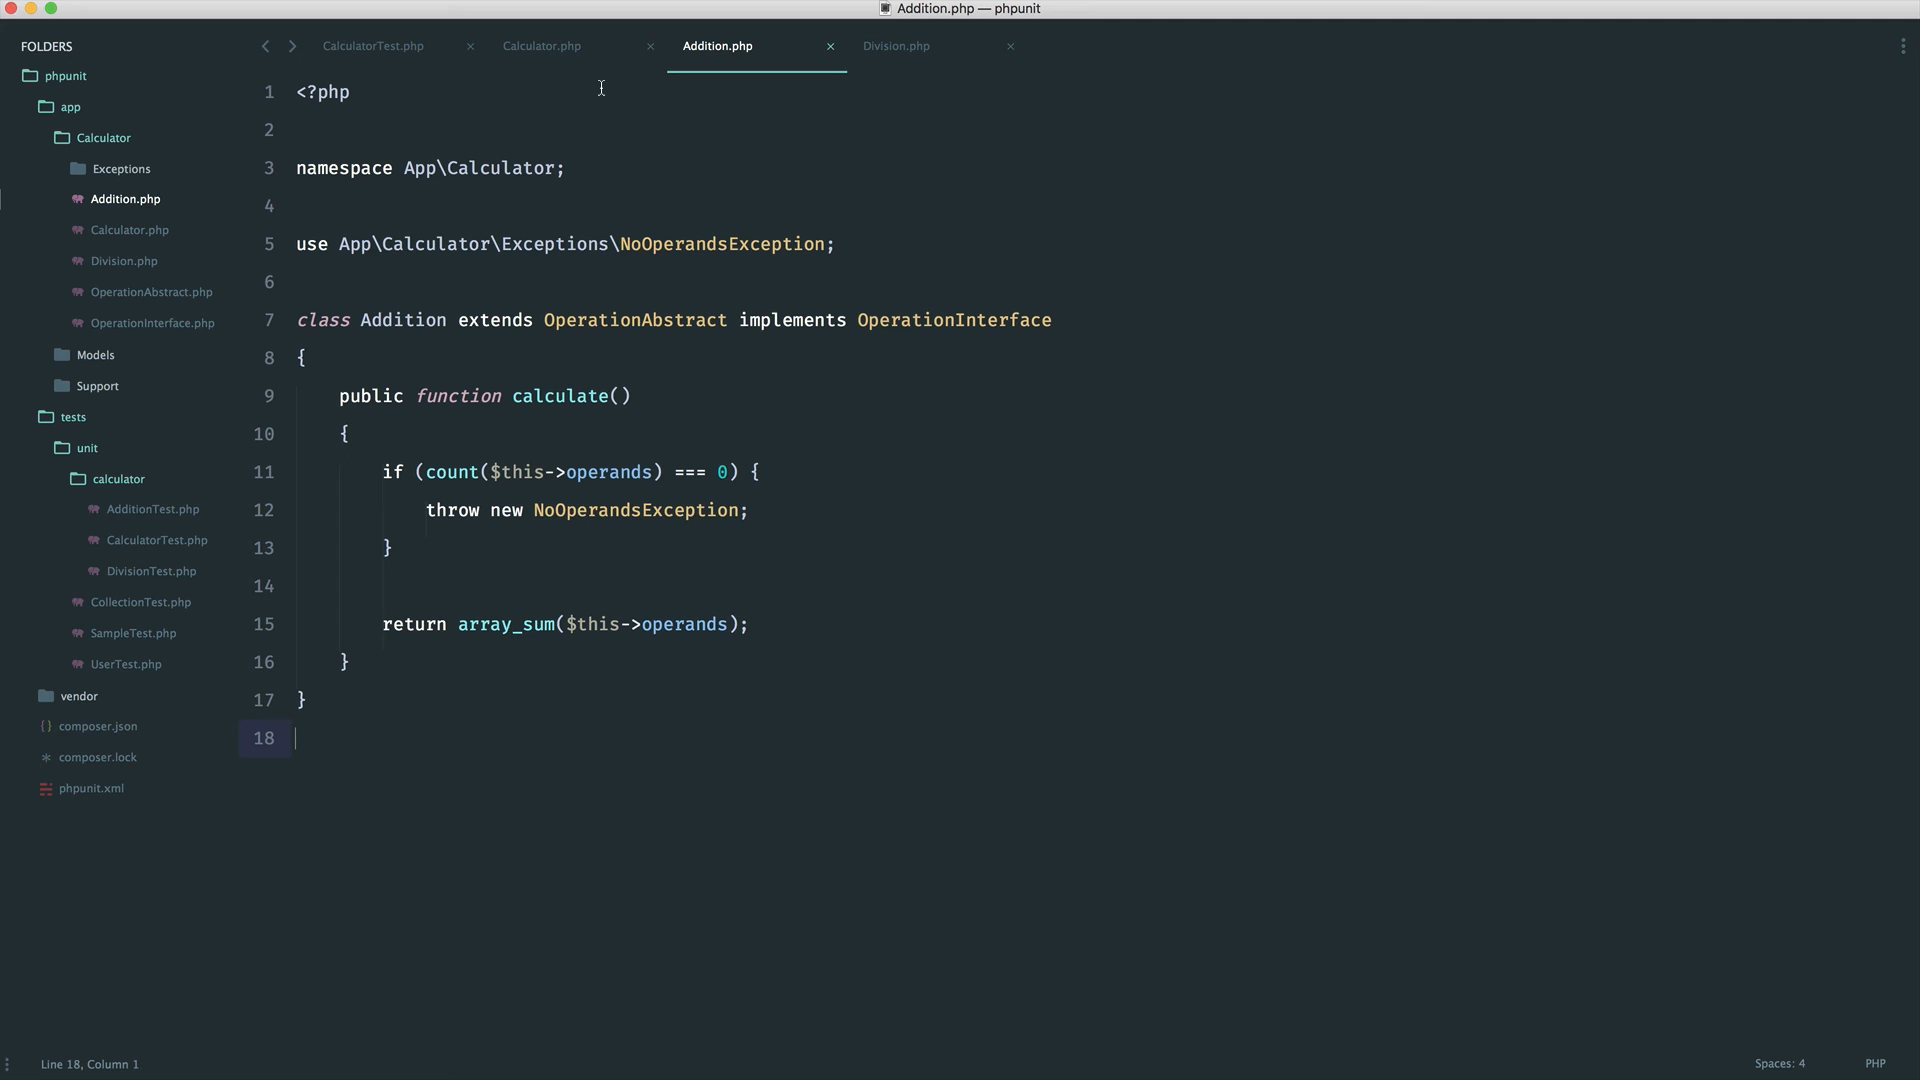 Addition.php — phpunit
FOLDERS
phpunit
app
Calculator
Exceptions
Addition.php
Calculator.php
Division.php
OperationAbstract.php
OperationInterface.php
Models
Support
tests
unit
calculator
AdditionTest.php
CalculatorTest.php
DivisionTest.php
CollectionTest.php
SampleTest.php
UserTest.php
vendor
composer.json
composer.lock
phpunit.xml
CalculatorTest.php × Calculator.php × Addition.php × Division.php ×
1 <?php
2
3 namespace App\Calculator;
4
5 use App\Calculator\Exceptions\NoOperandsException;
6
7 class Addition extends OperationAbstract implements OperationInterface
8 {
9     public function calculate()
10     {
11         if (count($this->operands) === 0) {
12             throw new NoOperandsException;
13         }
14
15         return array_sum($this->operands);
16     }
17 }
18
Line 18, Column 1
Spaces: 4
PHP